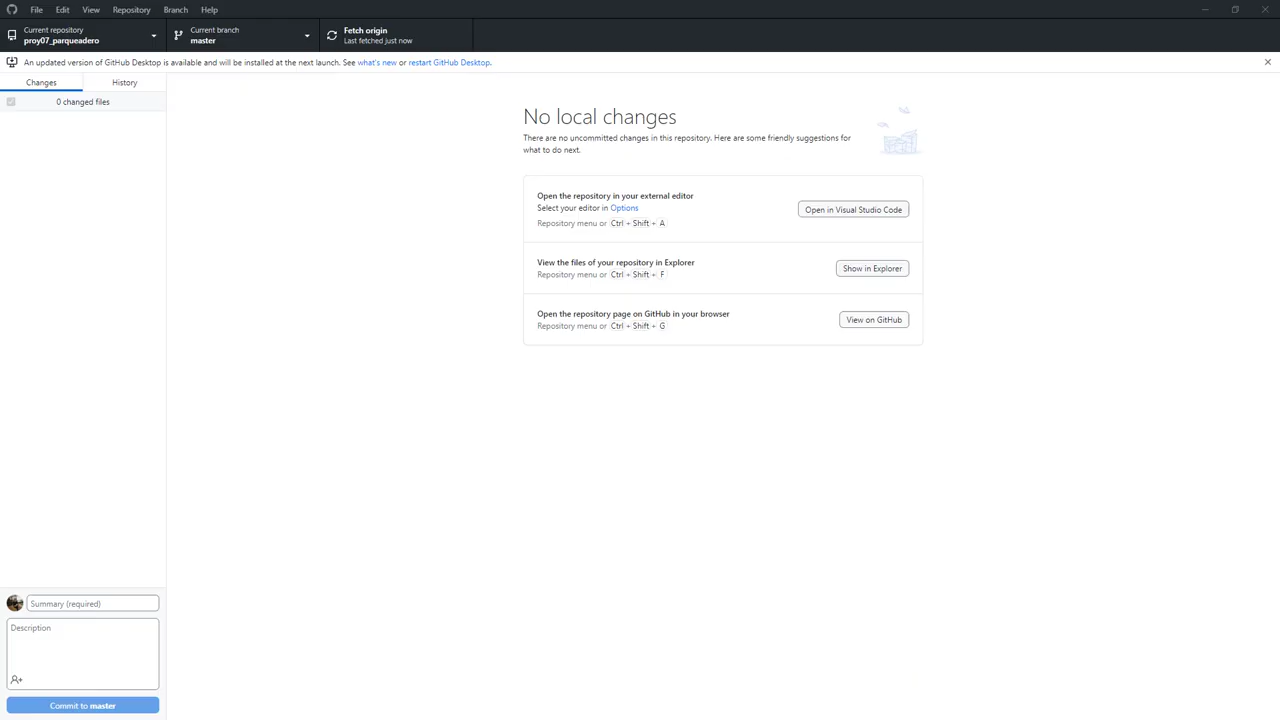 File Edit View Repository Branch Help
Current repository
proy07_parqueadero
Current branch
master
Fetch origin
Last fetched just now
An updated version of GitHub Desktop is available and will be installed at the next launch. See what's new or restart GitHub Desktop.
Changes History
0 changed files
No local changes
There are no uncommitted changes in this repository. Here are some friendly suggestions for
what to do next.
Open the repository in your external editor
Select your editor in Options
Repository menu or Ctrl + Shift + A
Open in Visual Studio Code
View the files of your repository in Explorer
Repository menu or Ctrl + Shift + F
Show in Explorer
Open the repository page on GitHub in your browser
Repository menu or Ctrl + Shift + G
View on GitHub
Summary (required)
Description
Commit to master